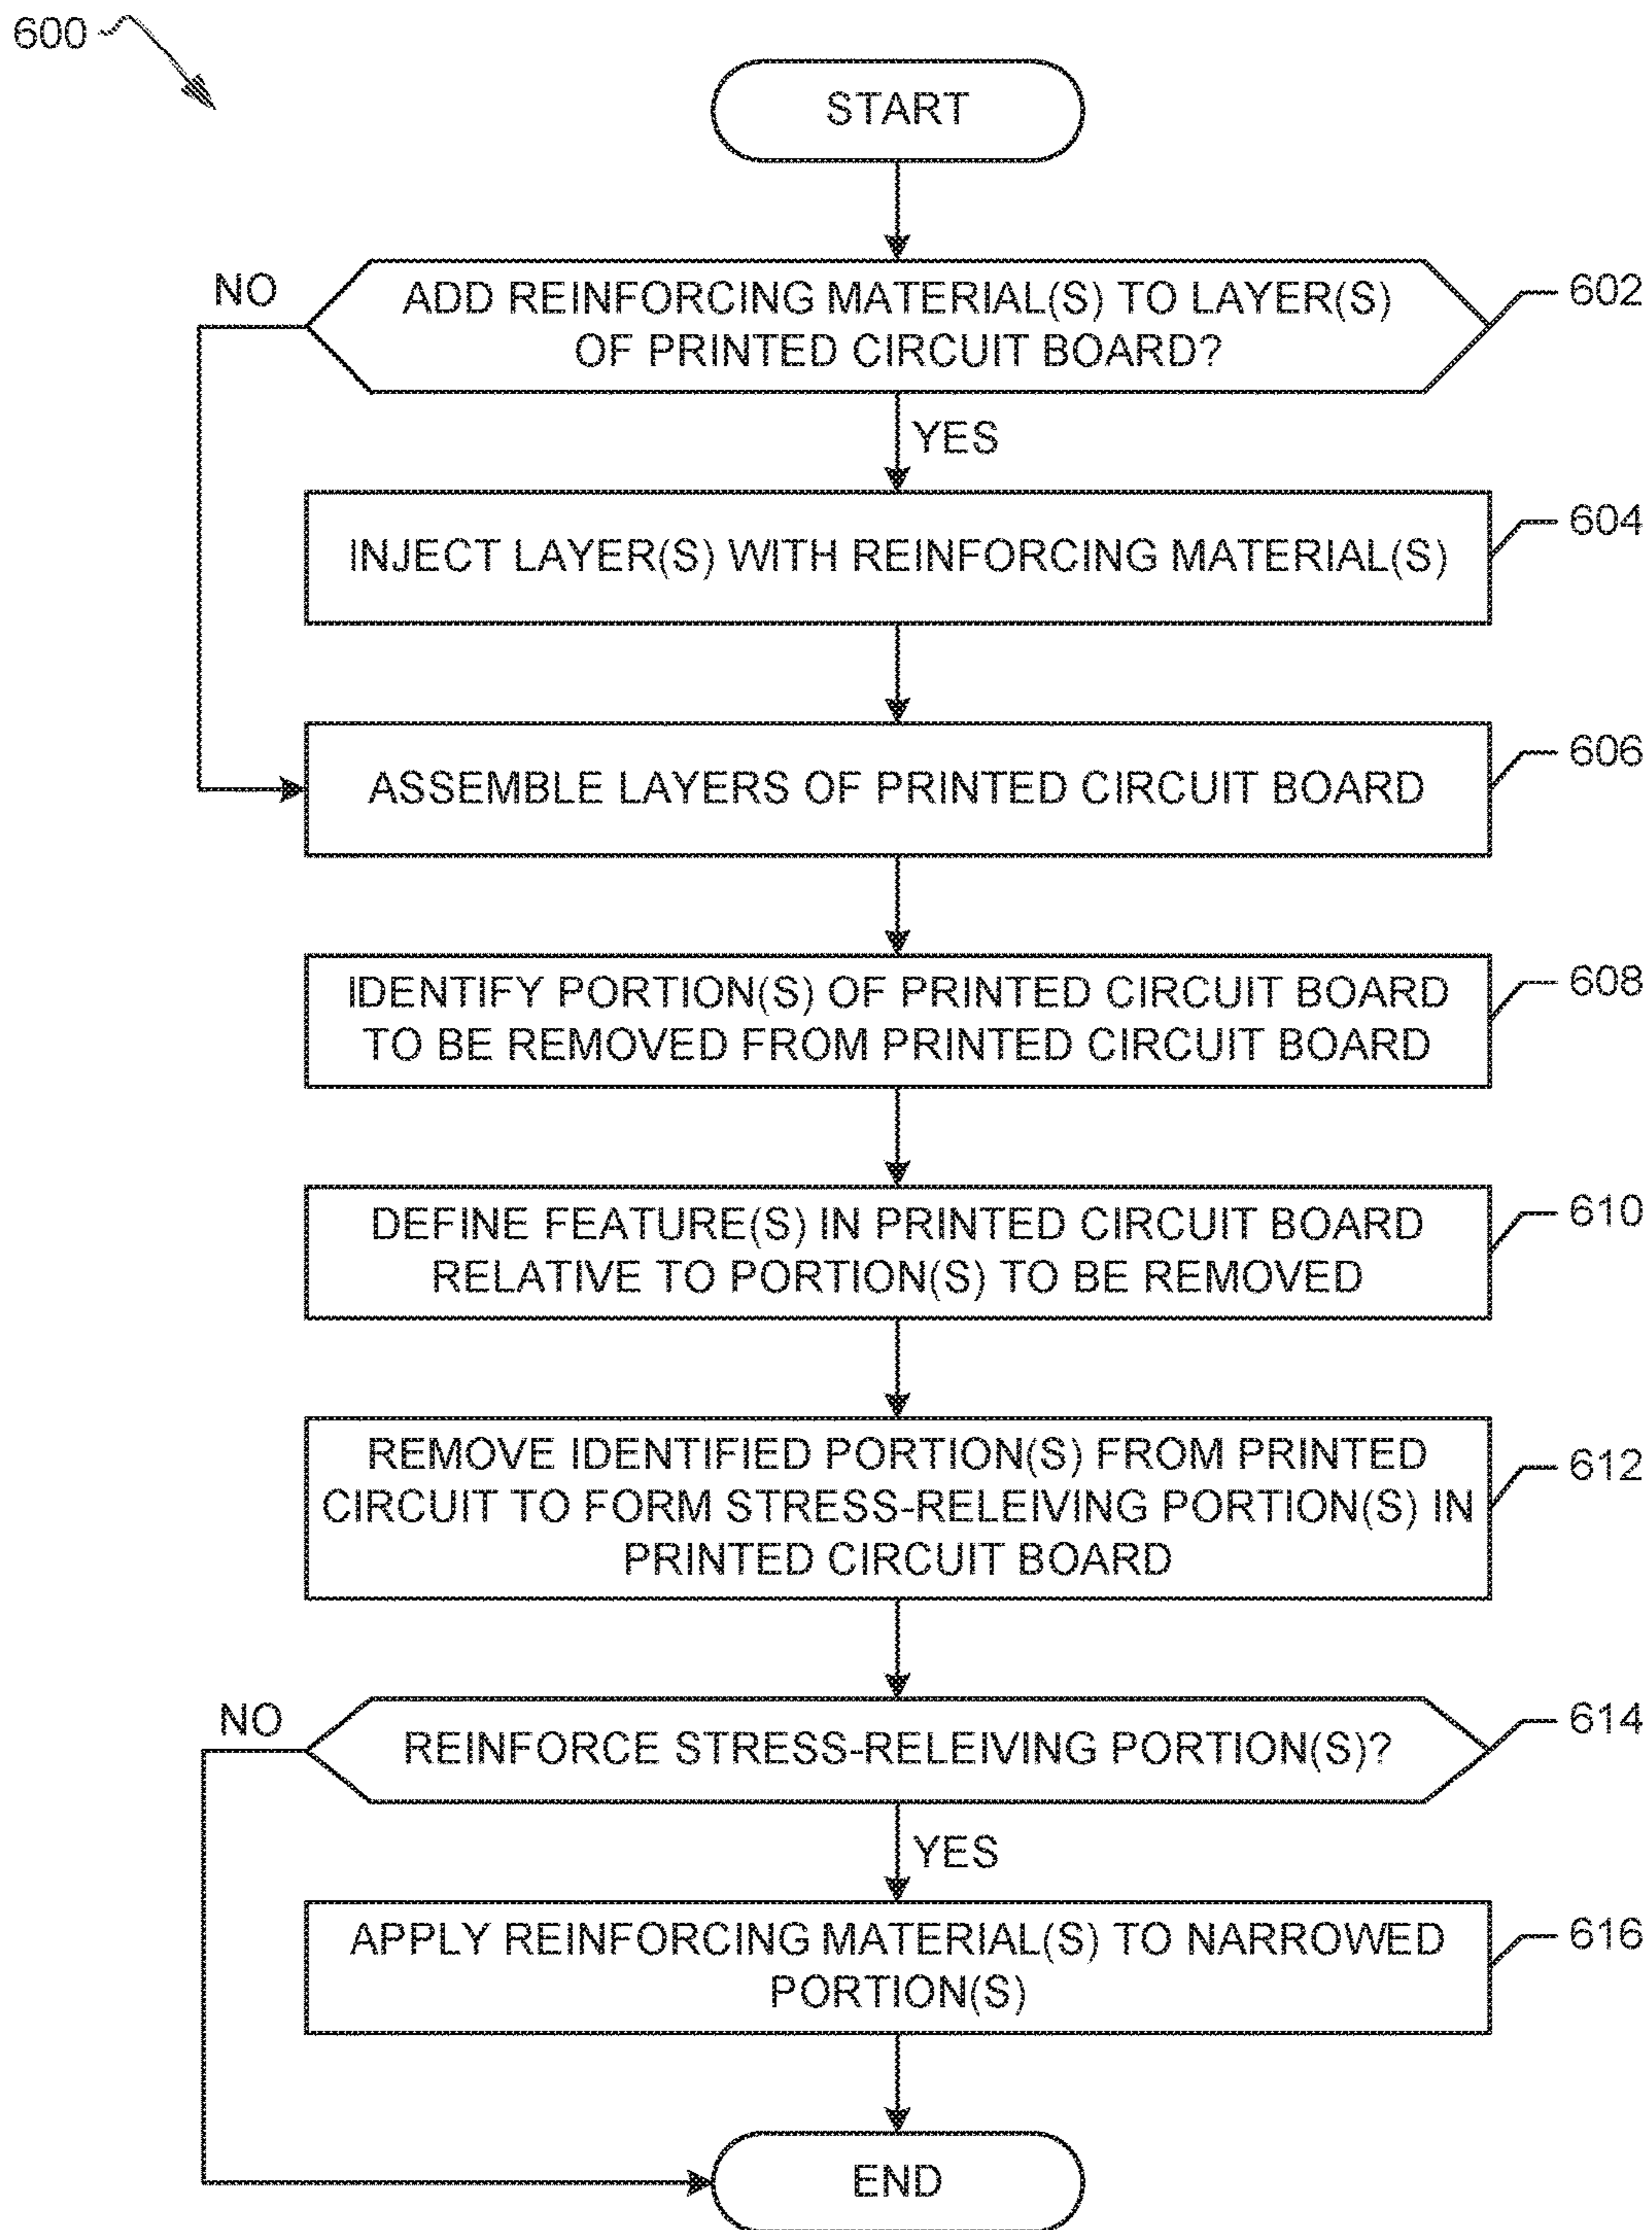 600
START
NO
ADD REINFORCING MATERIAL(S) TO LAYER(S)
OF PRINTED CIRCUIT BOARD?
602
YES
INJECT LAYER(S) WITH REINFORCING MATERIAL(S)
604
ASSEMBLE LAYERS OF PRINTED CIRCUIT BOARD
606
IDENTIFY PORTION(S) OF PRINTED CIRCUIT BOARD
TO BE REMOVED FROM PRINTED CIRCUIT BOARD
608
DEFINE FEATURE(S) IN PRINTED CIRCUIT BOARD
RELATIVE TO PORTION(S) TO BE REMOVED
610
REMOVE IDENTIFIED PORTION(S) FROM PRINTED
CIRCUIT TO FORM STRESS-RELEIVING PORTION(S) IN
PRINTED CIRCUIT BOARD
612
NO
REINFORCE STRESS-RELEIVING PORTION(S)?
614
YES
APPLY REINFORCING MATERIAL(S) TO NARROWED
PORTION(S)
616
END